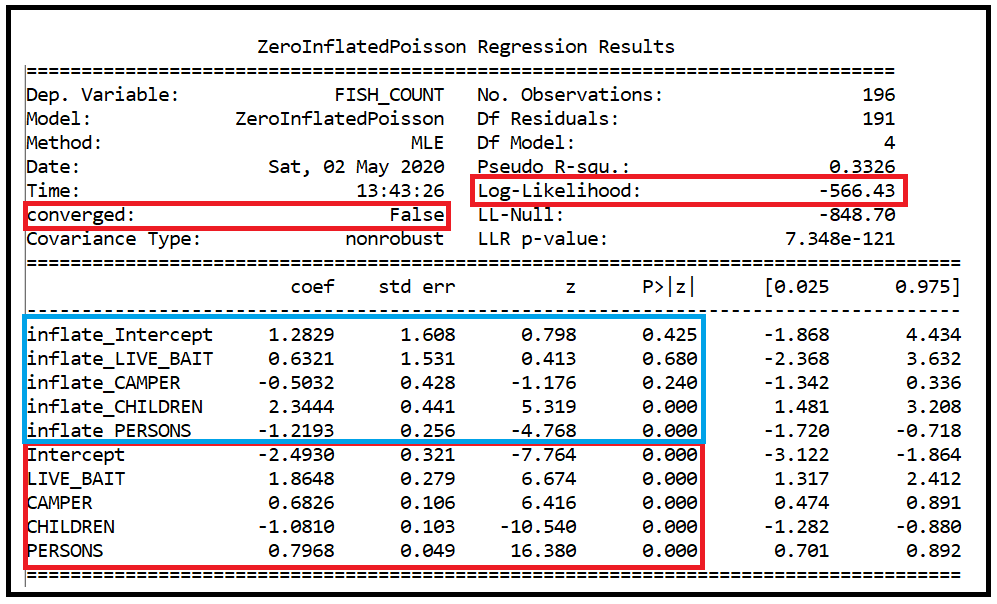 ZeroInflatedPoisson Regression Results
==============================================================================
Dep. Variable: FISH_COUNT No. Observations: 196
Model: ZeroInflatedPoisson Df Residuals: 191
Method: MLE Df Model: 4
Date: Sat, 02 May 2020 Pseudo R-squ.: 0.3326
Time: 13:43:26 Log-Likelihood: -566.43
converged: False LL-Null: -848.70
Covariance Type: nonrobust LLR p-value: 7.348e-121
====================================================================================
coef std err z P>|z| [0.025 0.975]
------------------------------------------------------------------------------------
inflate_Intercept 1.2829 1.608 0.798 0.425 -1.868 4.434
inflate_LIVE_BAIT 0.6321 1.531 0.413 0.680 -2.368 3.632
inflate_CAMPER -0.5032 0.428 -1.176 0.240 -1.342 0.336
inflate_CHILDREN 2.3444 0.441 5.319 0.000 1.481 3.208
inflate_PERSONS -1.2193 0.256 -4.768 0.000 -1.720 -0.718
Intercept -2.4930 0.321 -7.764 0.000 -3.122 -1.864
LIVE_BAIT 1.8648 0.279 6.674 0.000 1.317 2.412
CAMPER 0.6826 0.106 6.416 0.000 0.474 0.891
CHILDREN -1.0810 0.103 -10.540 0.000 -1.282 -0.880
PERSONS 0.7968 0.049 16.380 0.000 0.701 0.892
====================================================================================